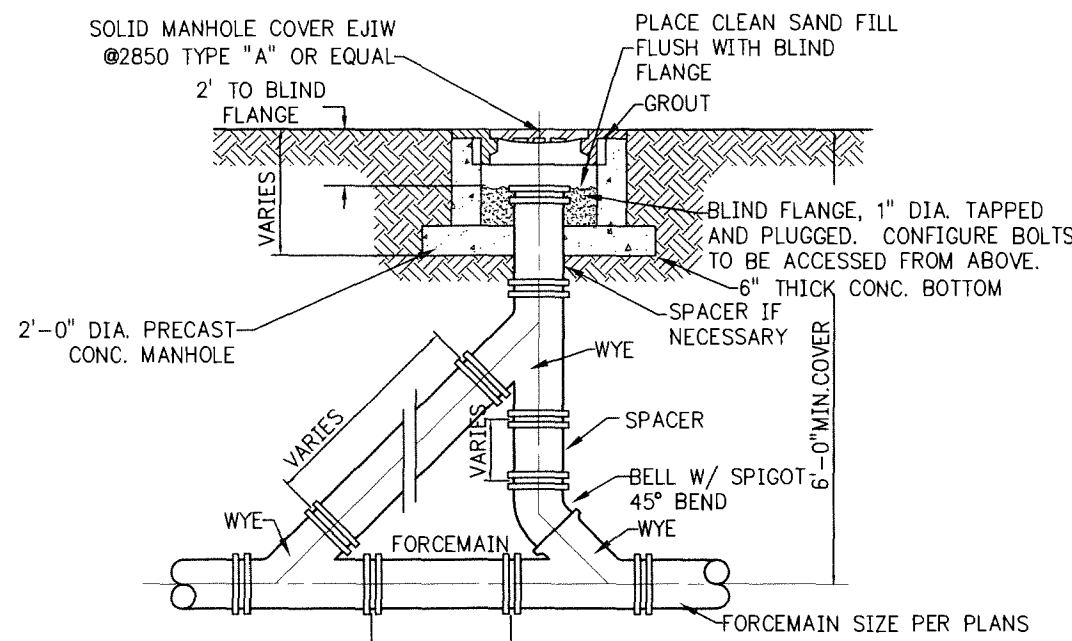 SOLID MANHOLE COVER EJIW
@2850 TYPE "A" OR EQUAL
2' TO BLIND
FLANGE
PLACE CLEAN SAND FILL
FLUSH WITH BLIND
FLANGE
GROUT
VARIES
BLIND FLANGE, 1" DIA. TAPPED
AND PLUGGED. CONFIGURE BOLTS
TO BE ACCESSED FROM ABOVE.
6" THICK CONC. BOTTOM
SPACER IF
NECESSARY
2'-0" DIA. PRECAST
CONC. MANHOLE
WYE
VARIES
VARIES
SPACER
6'-0"MIN.COVER
BELL W/ SPIGOT
45° BEND
WYE
WYE
FORCEMAIN
FORCEMAIN SIZE PER PLANS